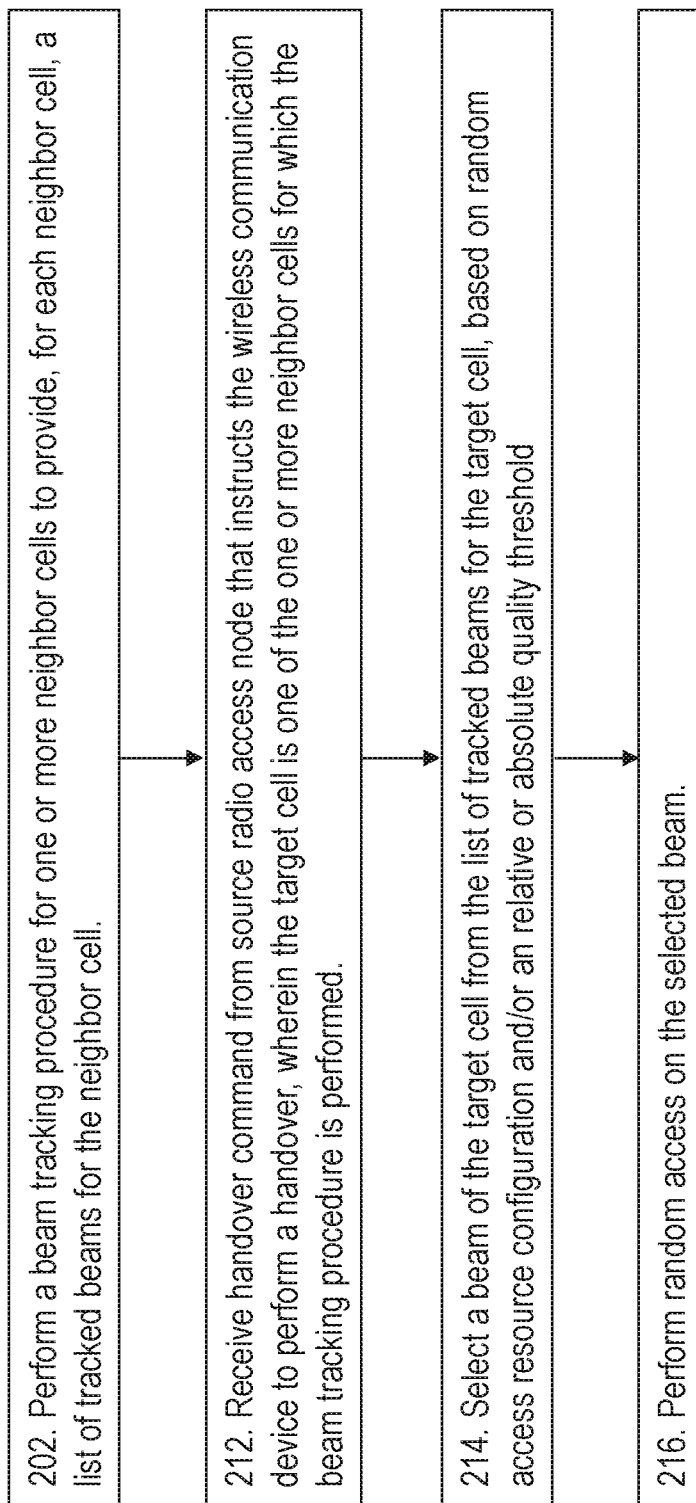 202. Perform a beam tracking procedure for one or more neighbor cells to provide, for each neighbor cell, a
list of tracked beams for the neighbor cell.
212. Receive handover command from source radio access node that instructs the wireless communication
device to perform a handover, wherein the target cell is one of the one or more neighbor cells for which the
beam tracking procedure is performed.
214. Select a beam of the target cell from the list of tracked beams for the target cell, based on random
access resource configuration and/or an relative or absolute quality threshold
216. Perform random access on the selected beam.